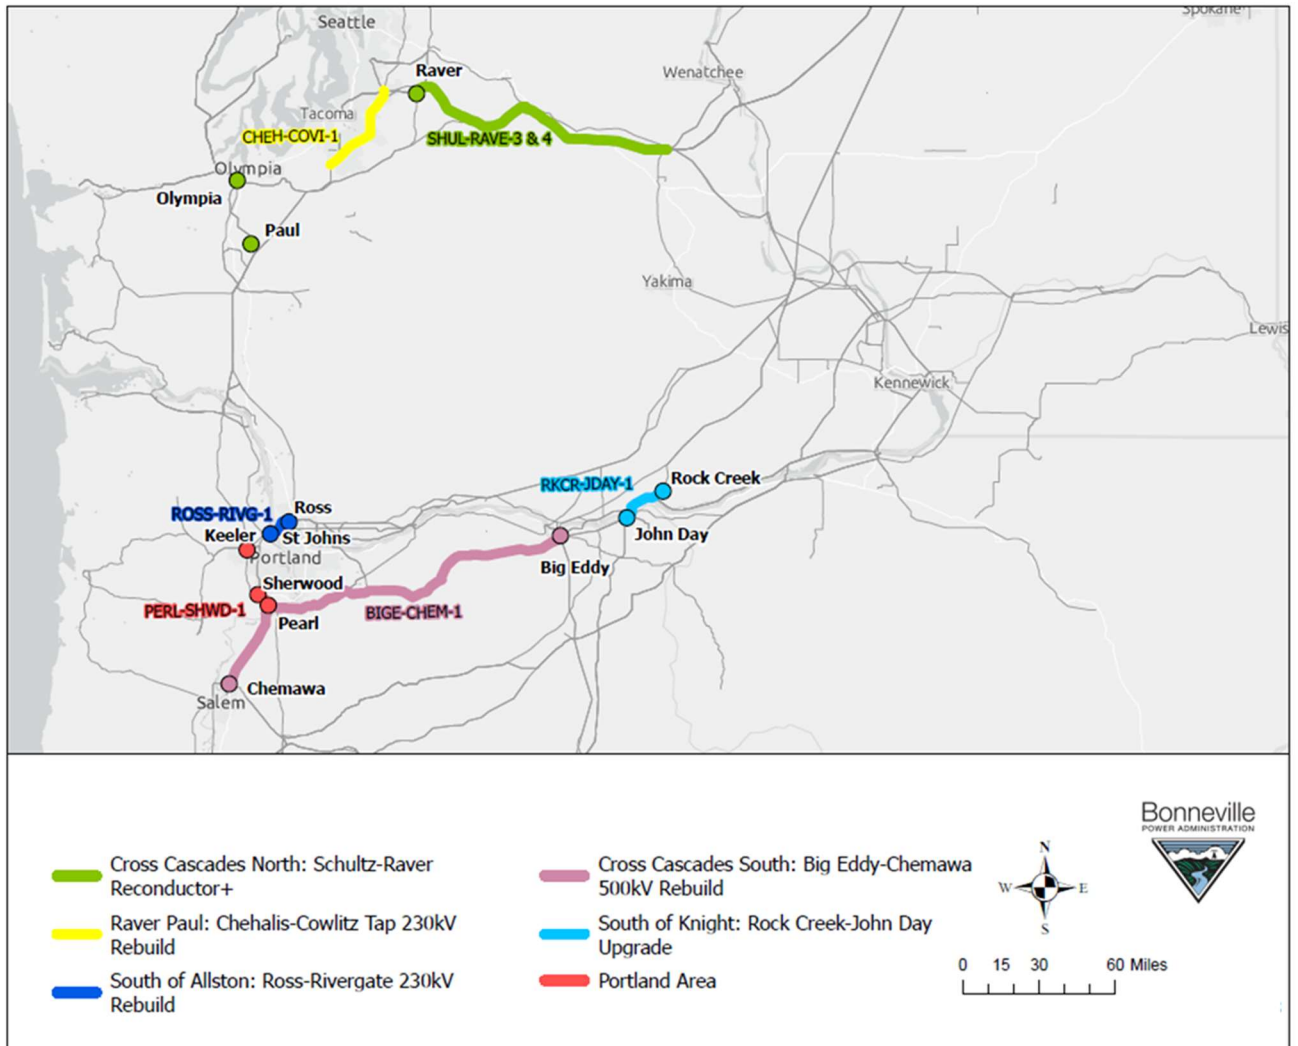 Seattle
Spokane
Raver
Wenatchee
Tacoma
CHEH-COVI-1
SHUL-RAVE-3 & 4
Olympia
Olympia
Paul
Yakima
Lewis
Kennewick
RKCR-JDAY-1
Rock Creek
ROSS-RIVG-1
Ross
Keeler
St Johns
John Day
Portland
Big Eddy
Sherwood
PERL-SHWD-1
BIGE-CHEM-1
Pearl
Chemawa
Salem
Bonneville
POWER ADMINISTRATION
Cross Cascades North: Schultz-Raver
Reconductor+
Raver Paul: Chehalis-Cowlitz Tap 230kV
Rebuild
South of Allston: Ross-Rivergate 230kV
Rebuild
Cross Cascades South: Big Eddy-Chemawa
500kV Rebuild
South of Knight: Rock Creek-John Day
Upgrade
Portland Area
N
W E
S
0 15 30 60 Miles